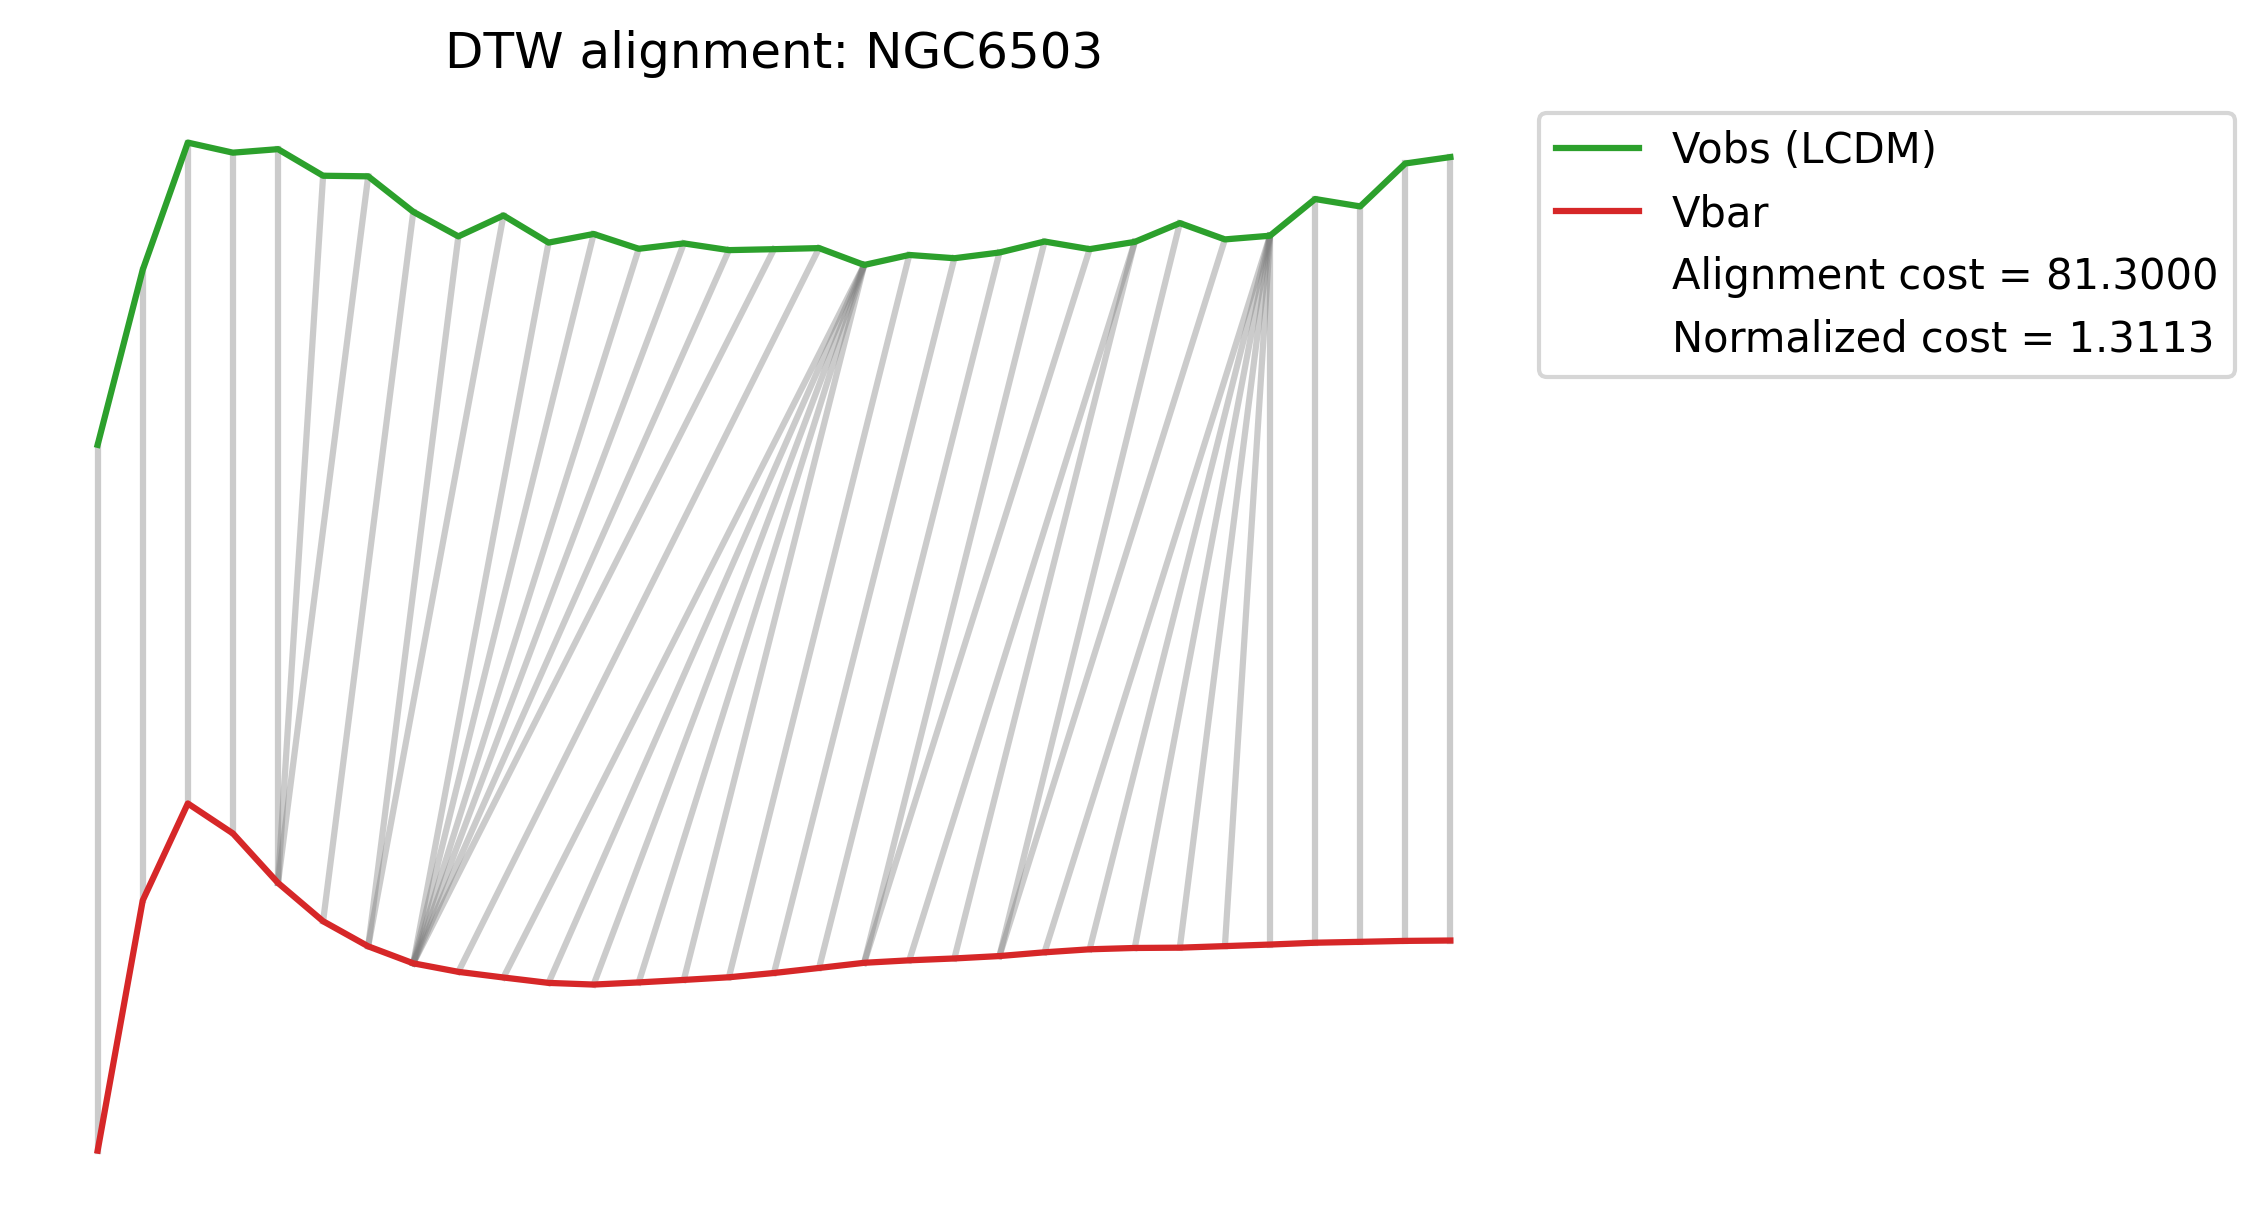 DTW alignment: NGC6503
Vobs (LCDM)
Vbar
Alignment cost = 81.3000
Normalized cost = 1.3113